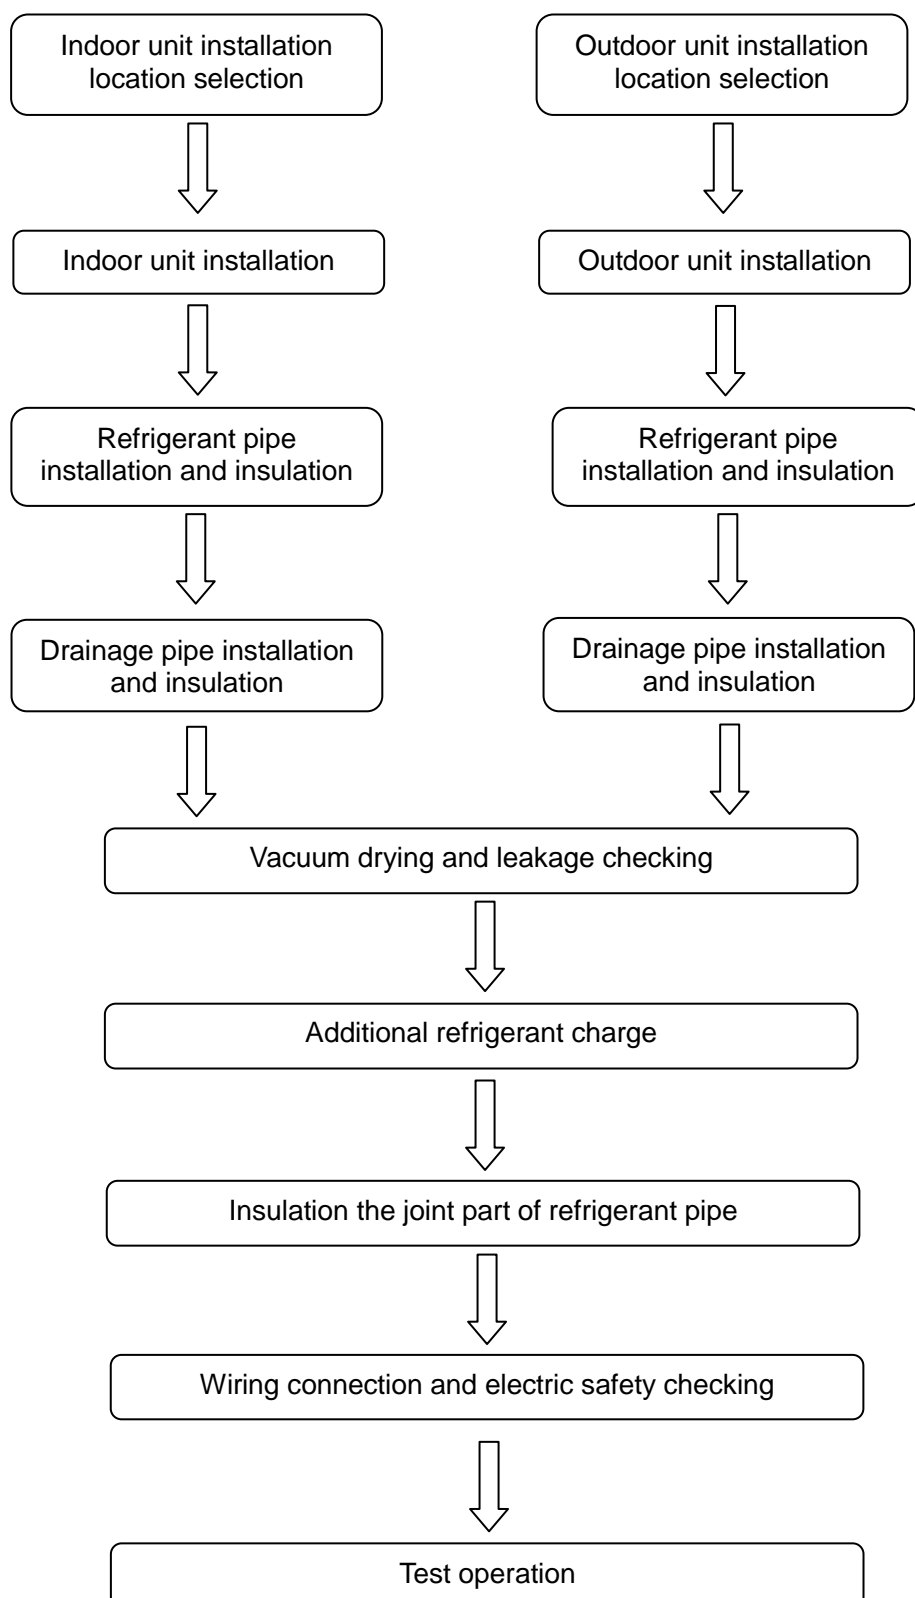 Indoor unit installation
location selection
Outdoor unit installation
location selection
Indoor unit installation
Outdoor unit installation
Refrigerant pipe
installation and insulation
Refrigerant pipe
installation and insulation
Drainage pipe installation
and insulation
Drainage pipe installation
and insulation
Vacuum drying and leakage checking
Additional refrigerant charge
Insulation the joint part of refrigerant pipe
Wiring connection and electric safety checking
Test operation